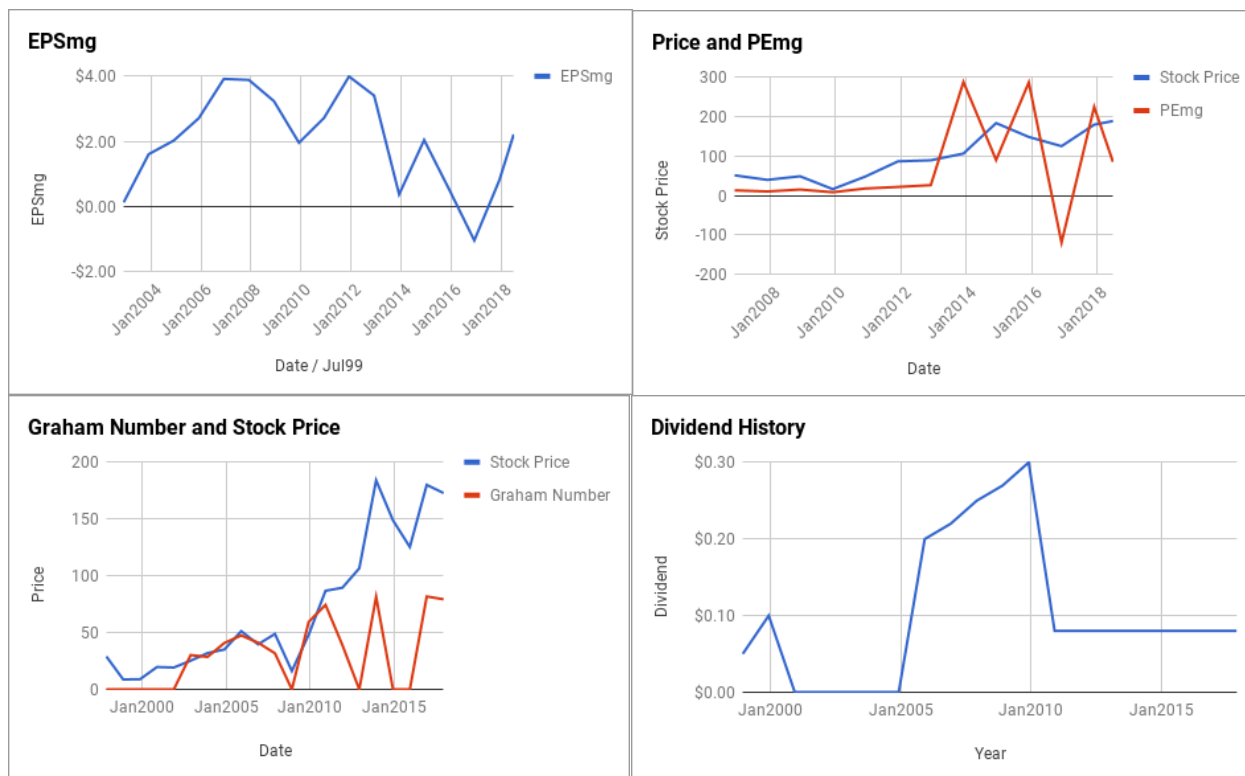 EPSmg
EPSmg
$4.00
$2.00
$0.00
-$2.00
EPSmg
Jan2004
Jan2006
Jan2008
Jan2010
Jan2012
Jan2014
Jan2016
Jan2018
Date / Jul99
Price and PEmg
Stock Price
PEmg
300
200
100
0
-100
-200
Stock Price
Jan2008
Jan2010
Jan2012
Jan2014
Jan2016
Jan2018
Date
Graham Number and Stock Price
Stock Price
Graham Number
200
150
100
50
0
Price
Jan2000
Jan2005
Jan2010
Jan2015
Date
Dividend History
$0.30
$0.20
$0.10
$0.00
Dividend
Jan2000
Jan2005
Jan2010
Jan2015
Year